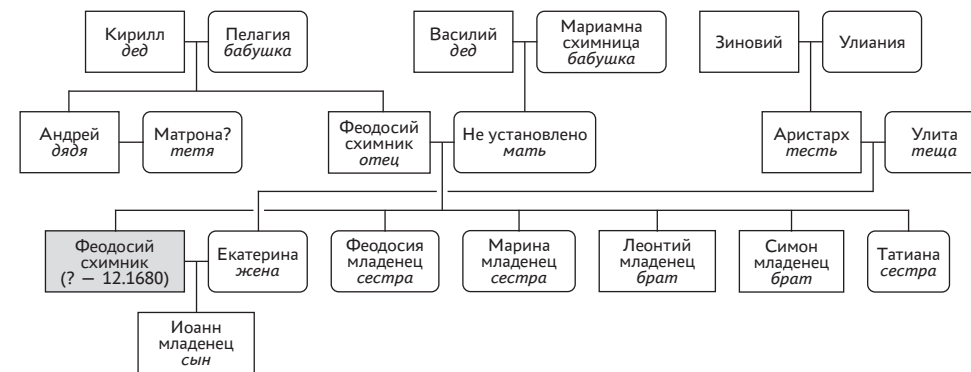 Кирилл
дед
Пелагия
бабушка
Василий
дед
Мариамна
схимница
бабушка
Зиновий
Улиания
Андрей
дядя
Матрона?
тетя
Феодосий
схимник
отец
Не установлено
мать
Аристарх
тесть
Улита
теща
Феодосий
схимник
(? — 12.1680)
Екатерина
жена
Феодосия
младенец
сестра
Марина
младенец
сестра
Леонтий
младенец
брат
Симон
младенец
брат
Татиана
сестра
Иоанн
младенец
сын